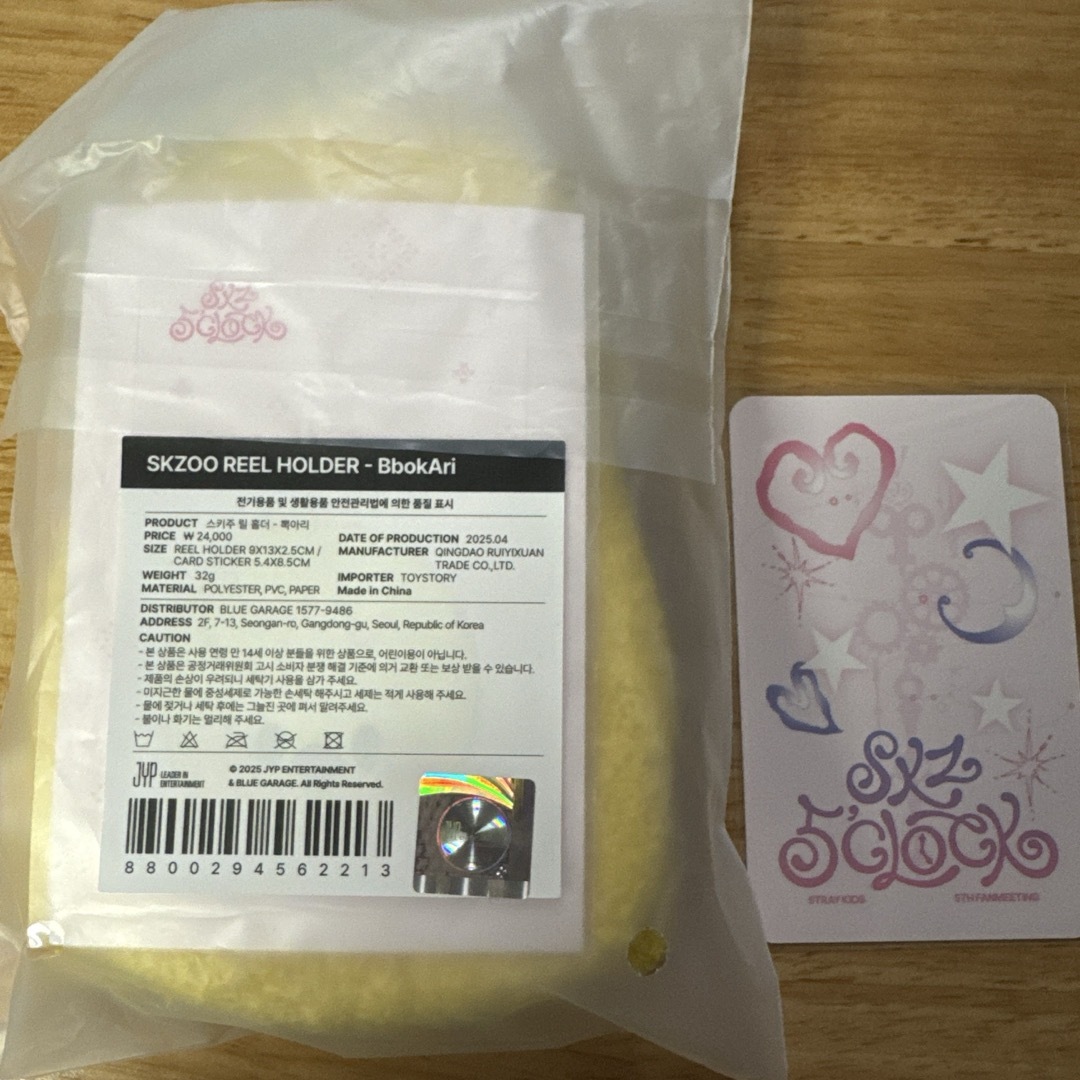 SKZ
5'CLOCK
SKZOO REEL HOLDER - BbokAri
전기용품 및 생활용품 안전관리법에 의한 품질 표시
PRODUCT 스키주 릴 홀더 - 뽁아리
PRICE ₩ 24,000
SIZE REEL HOLDER 9X13X2.5CM /
CARD STICKER 5.4X8.5CM
WEIGHT 32g
MATERIAL POLYESTER, PVC, PAPER
DATE OF PRODUCTION 2025.04
MANUFACTURER QINGDAO RUIYIXUAN
TRADE CO.,LTD.
IMPORTER TOYSTORY
Made in China
DISTRIBUTOR BLUE GARAGE 1577-9486
ADDRESS 2F, 7-13, Seongan-ro, Gangdong-gu, Seoul, Republic of Korea
CAUTION
- 본 상품은 사용 연령 만 14세 이상 분들을 위한 상품으로, 어린이용이 아닙니다.
- 본 상품은 공정거래위원회 고시 소비자 분쟁 해결 기준에 의거 교환 또는 보상 받을 수 있습니다.
- 제품의 손상이 우려되니 세탁기 사용을 삼가 주세요.
- 미지근한 물에 중성세제로 가능한 손세탁 해주시고 세제는 적게 사용해 주세요.
- 물에 젖거나 세탁 후에는 그늘진 곳에 펴서 말려주세요.
- 불이나 화기는 멀리해 주세요.
JYP LEADER IN
ENTERTAINMENT
© 2025 JYP ENTERTAINMENT
& BLUE GARAGE. All Rights Reserved.
8800294562213
SKZ
5'CLOCK
STRAY KIDS 5TH FANMEETING